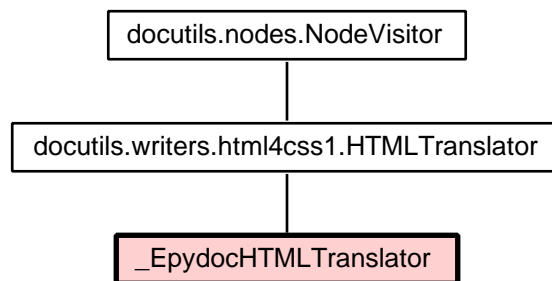 docutils.nodes.NodeVisitor
docutils.writers.html4css1.HTMLTranslator
_EpydocHTMLTranslator